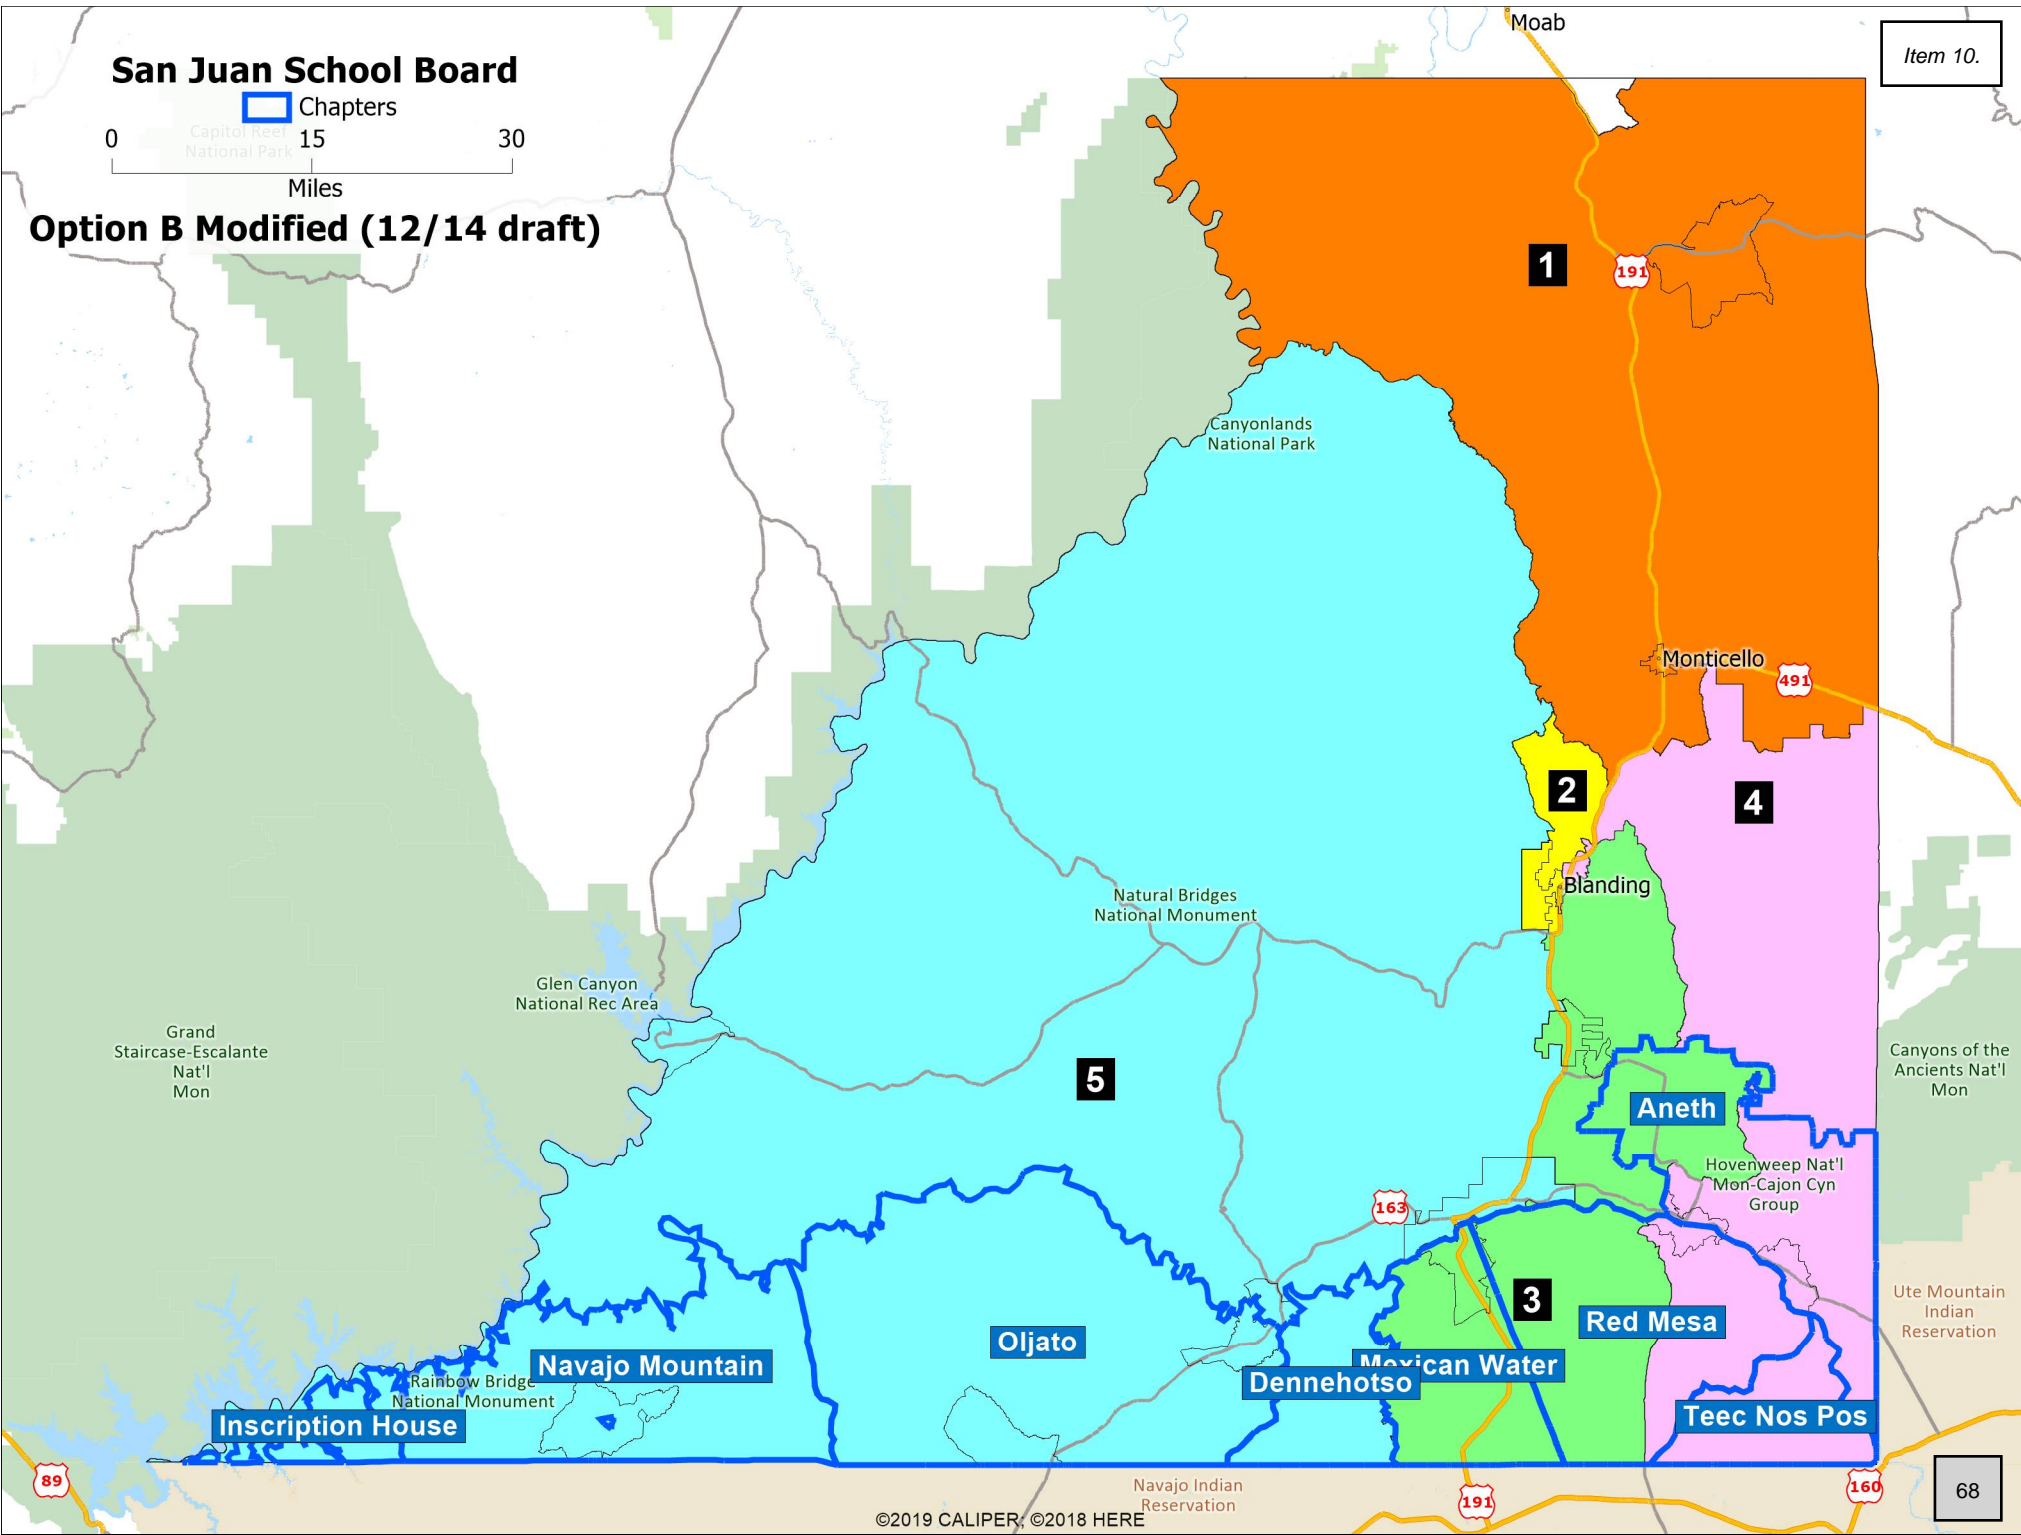 Moab
Item 10.
San Juan School Board
Chapters
Capitol Reef
National Park
0 15 30
Miles
Option B Modified (12/14 draft)
1
191
Canyonlands
National Park
Monticello
491
2
4
Blanding
Natural Bridges
National Monument
Glen Canyon
National Rec Area
Grand
Staircase-Escalante
Nat'l
Mon
Canyons of the
Ancients Nat'l
Mon
5
Aneth
Hovenweep Nat'l
Mon-Cajon Cyn
Group
163
3
Red Mesa
Ute Mountain
Indian
Reservation
Oljato
Navajo Mountain
Mexican Water
Dennehotso
Rainbow Bridge
National Monument
Inscription House
Teec Nos Pos
89
Navajo Indian
Reservation
191
160
68
©2019 CALIPER; ©2018 HERE